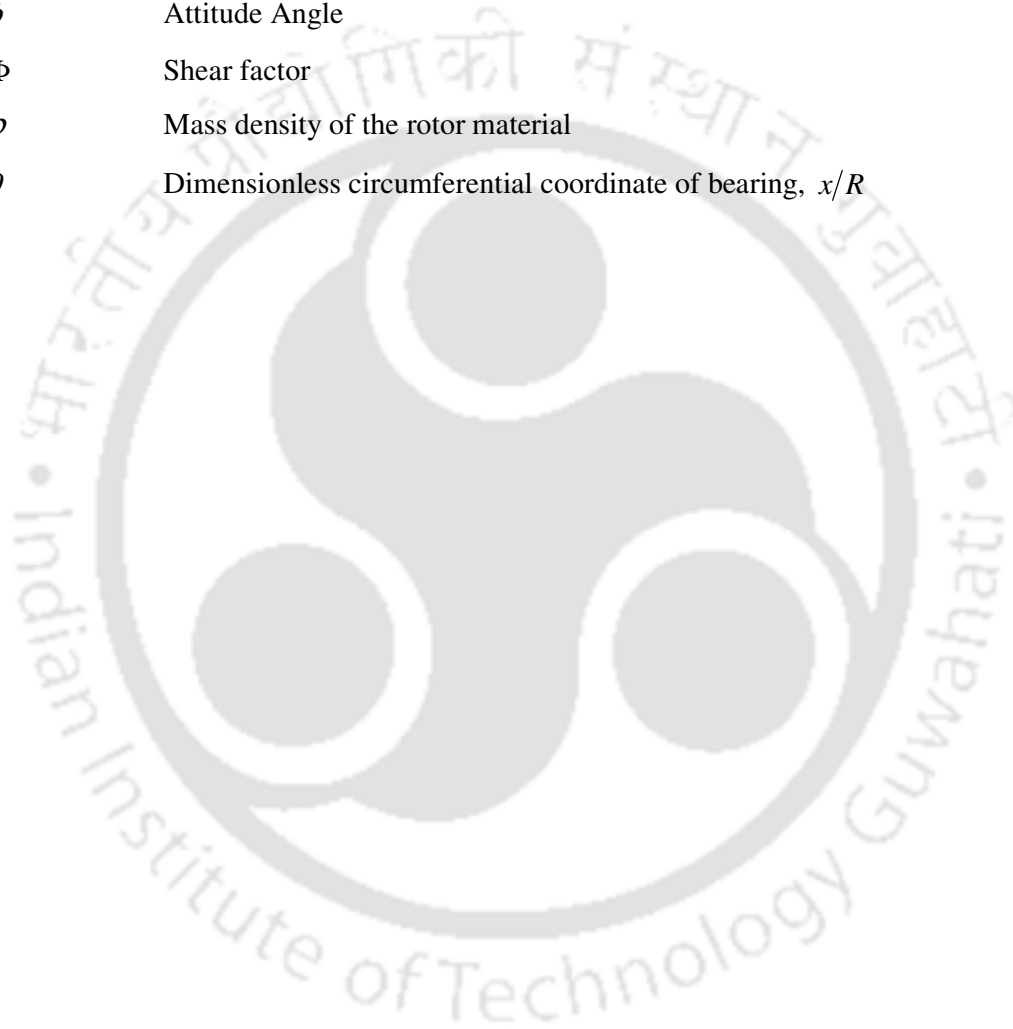 Attitude Angle
Φ Shear factor
Mass density of the rotor material
Dimensionless circumferential coordinate of bearing, x/R
भारतीय प्रौद्योगिकी संस्थान गुवाहाटी
Indian Institute of Technology Guwahati